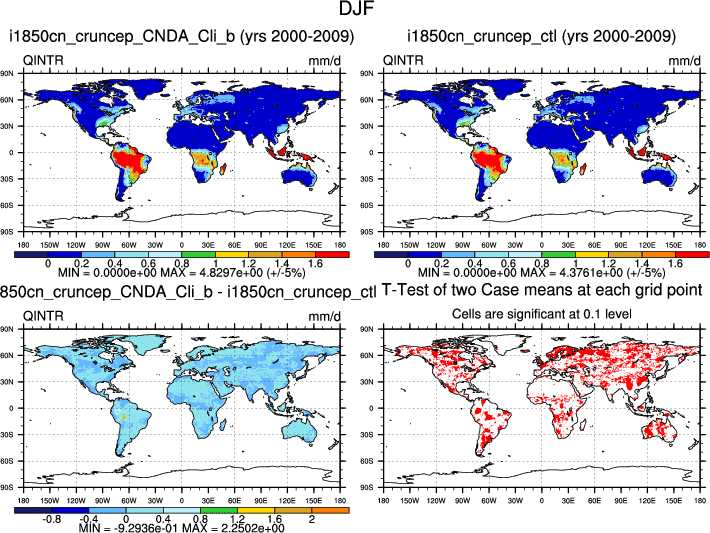 DJF
i1850cn_cruncep_CNDA_Cli_b (yrs 2000-2009)
i1850cn_cruncep_ctl (yrs 2000-2009)
QINTR mm/d
QINTR mm/d
90N
60N
30N
0
30S
60S
90S
180 150W 120W 90W 60W 30W 0 30E 60E 90E 120E 150E 180
90N
60N
30N
0
30S
60S
90S
180 150W 120W 90W 60W 30W 0 30E 60E 90E 120E 150E 180
0 0.2 0.4 0.6 0.8 1 1.2 1.4 1.6
MIN = 0.0000e+00 MAX = 4.8297e+00 (+/-5%)
0 0.2 0.4 0.6 0.8 1 1.2 1.4 1.6
MIN = 0.0000e+00 MAX = 4.3761e+00 (+/-5%)
850cn_cruncep_CNDA_Cli_b - i1850cn_cruncep_ctl
T-Test of two Case means at each grid point
QINTR mm/d
Cells are significant at 0.1 level
90N
60N
30N
0
30S
60S
90S
180 150W 120W 90W 60W 30W 0 30E 60E 90E 120E 150E 180
90N
60N
30N
0
30S
60S
90S
180 150W 120W 90W 60W 30W 0 30E 60E 90E 120E 150E 180
-0.8 -0.4 0 0.4 0.8 1.2 1.6 2
MIN = -9.2936e-01 MAX = 2.2502e+00